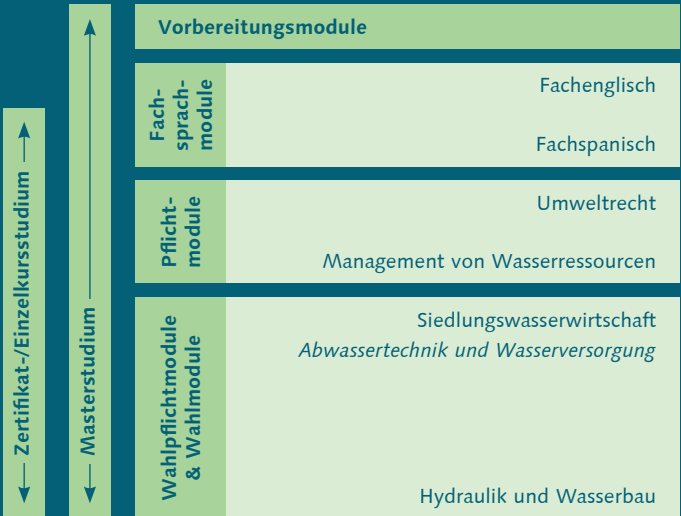 Vorbereitungsmodule
Fach-
sprach-
module
Fachenglisch
Fachspanisch
Pflicht-
module
Umweltrecht
Management von Wasserressourcen
Wahlpflichtmodule
& Wahlmodule
Siedlungswasserwirtschaft
Abwassertechnik und Wasserversorgung
Hydraulik und Wasserbau
Zertifikat-/Einzelkursstudium
Masterstudium